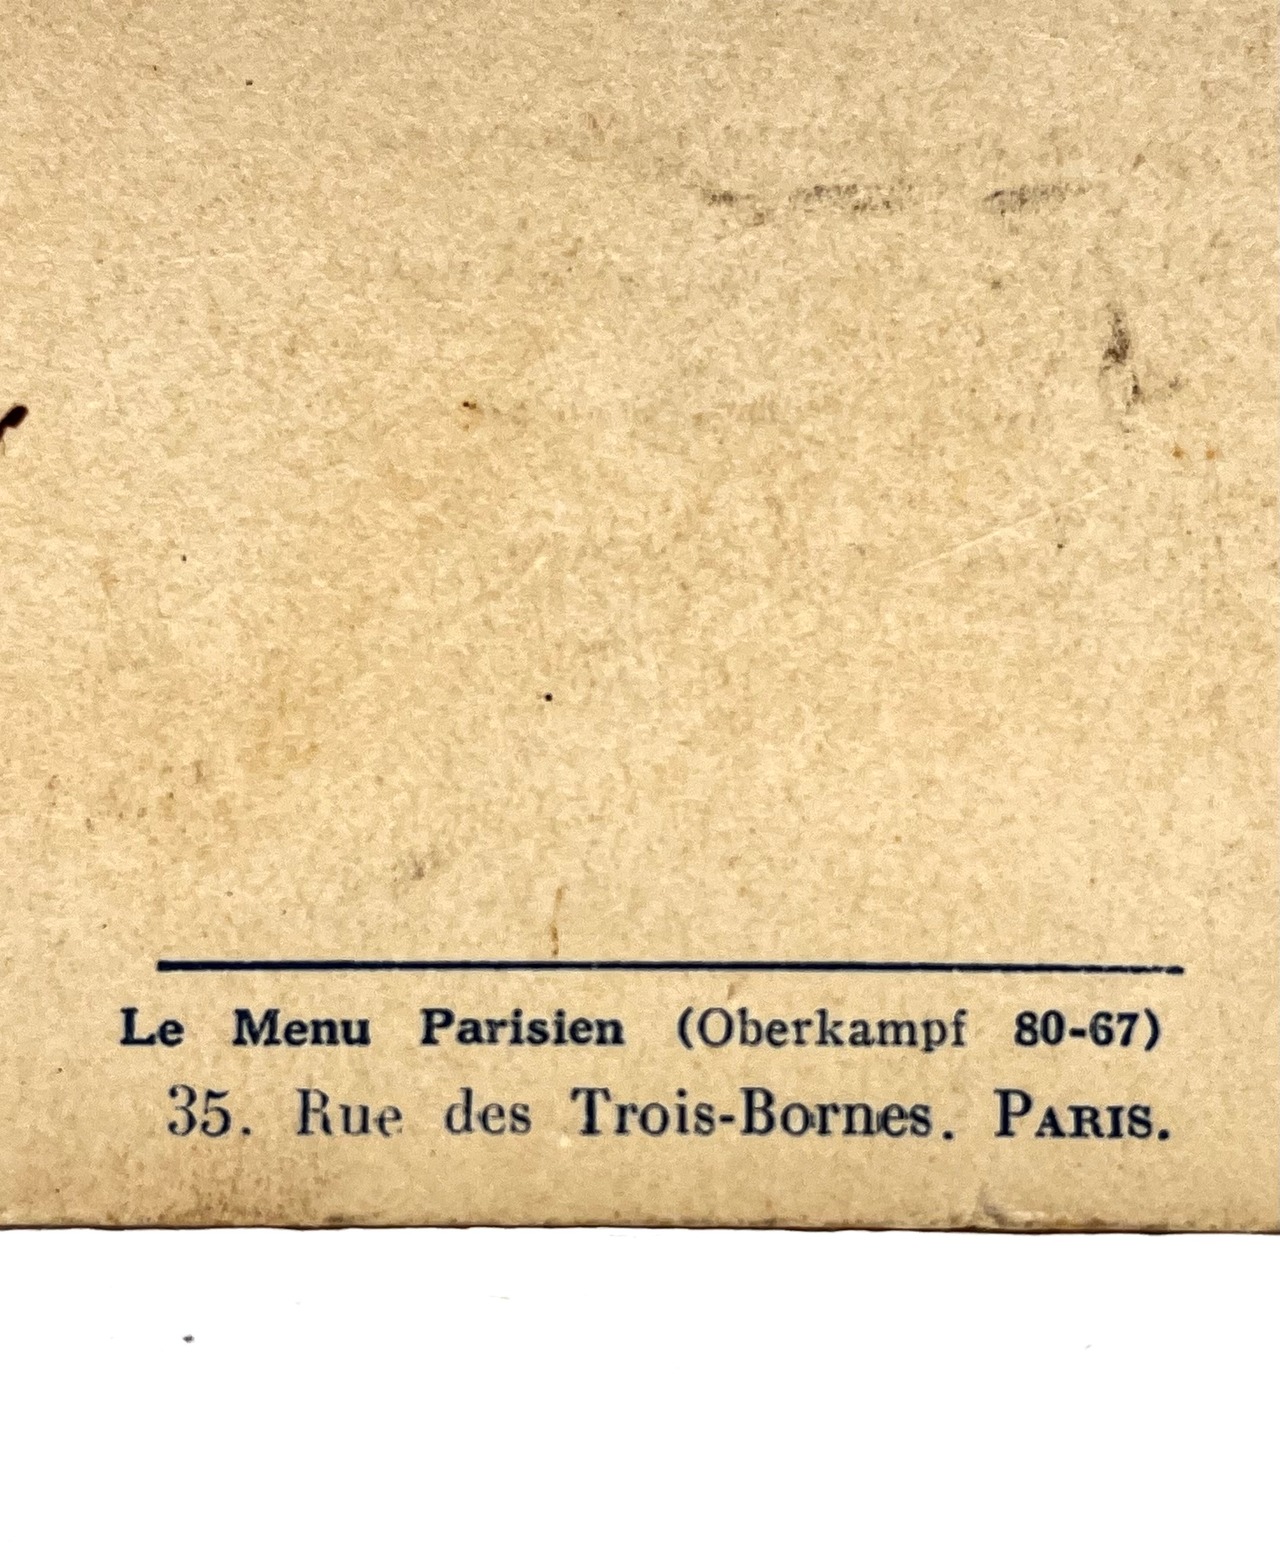 Le Menu Parisien (Oberkampf 80-67)
35. Rue des Trois-Bornes. PARIS.